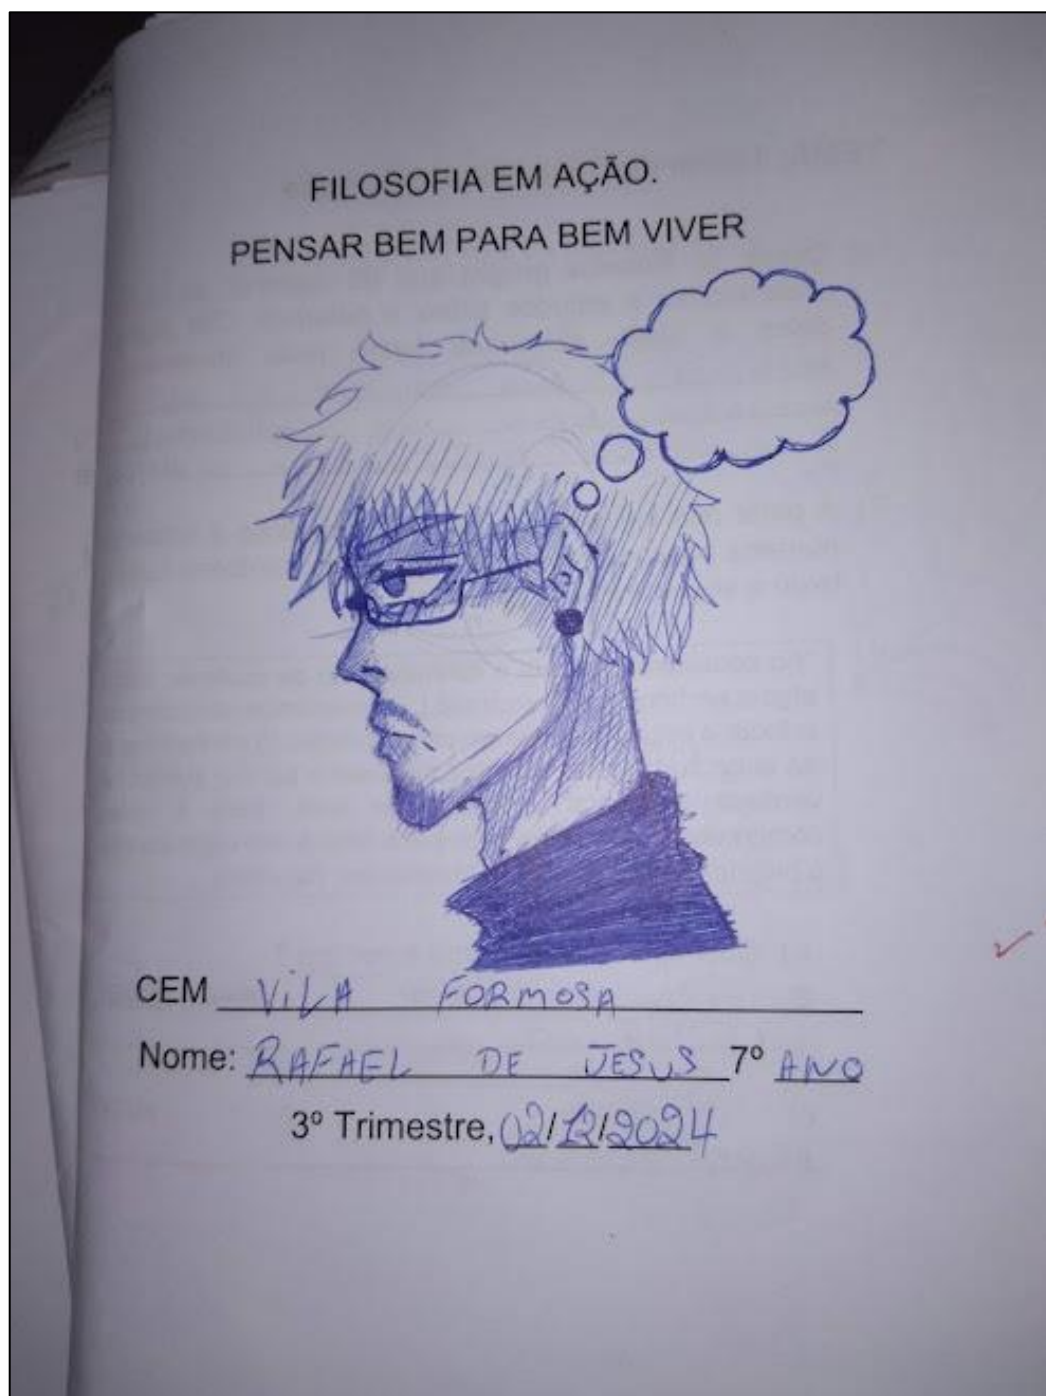 FILOSOFIA EM AÇÃO.
PENSAR BEM PARA BEM VIVER
CEM VILA FORMOSA
Nome: RAFAEL DE JESUS 7º ANO
3º Trimestre, 02/12/2024